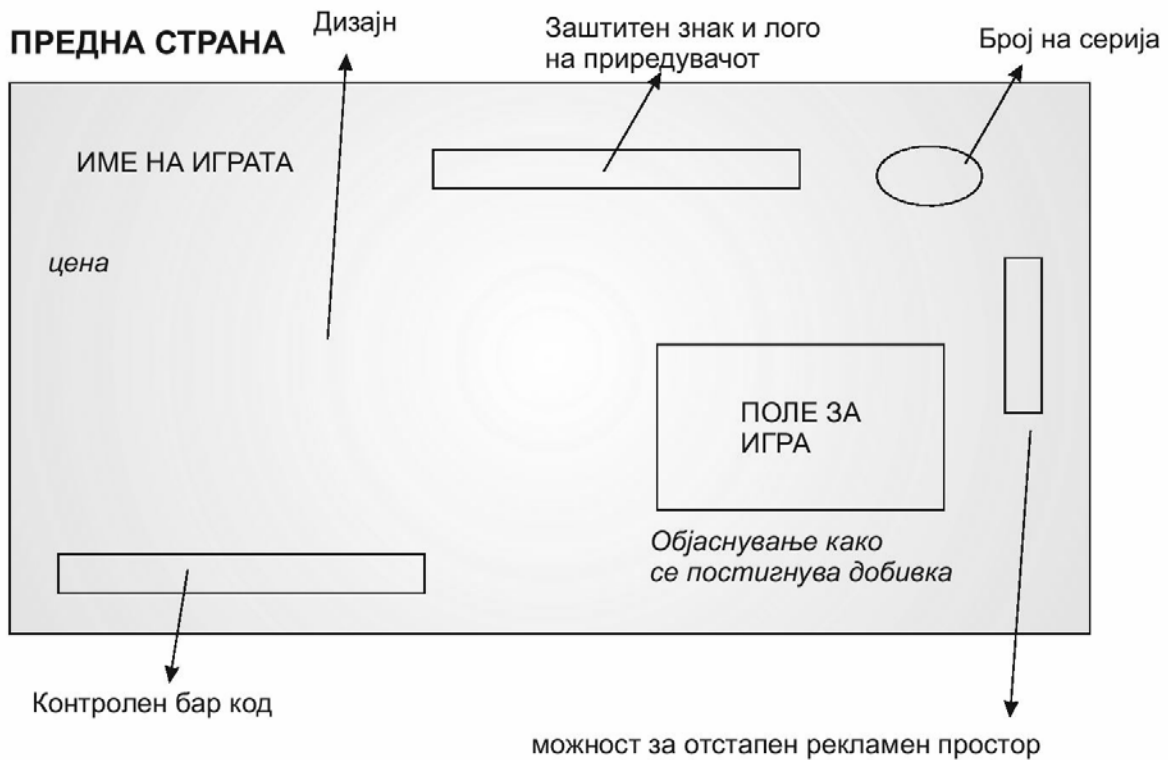 ПРЕДНА СТРАНА
Дизајн
Заштитен знак и лого
на приредувачот
Број на серија
ИМЕ НА ИГРАТА
цена
ПОЛЕ ЗА
ИГРА
Објаснување како
се постигнува добивка
Контролен бар код
можност за отстапен рекламен простор